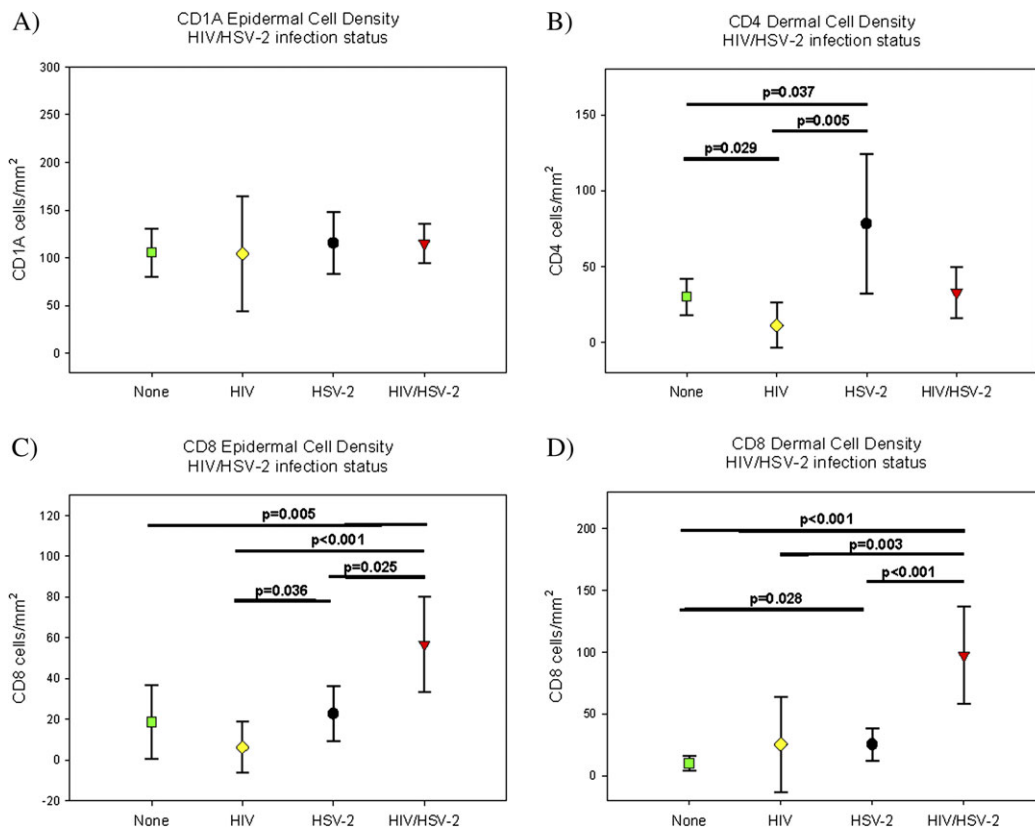 A)
CD1A Epidermal Cell Density
HIV/HSV-2 infection status
300
250
200
150
100
50
0
CD1A cells/mm²
None HIV HSV-2 HIV/HSV-2
B)
CD4 Dermal Cell Density
HIV/HSV-2 infection status
p=0.037
p=0.005
p=0.029
150
100
50
0
CD4 cells/mm²
None HIV HSV-2 HIV/HSV-2
C)
CD8 Epidermal Cell Density
HIV/HSV-2 infection status
p=0.005
p<0.001
p=0.025
p=0.036
120
100
80
60
40
20
0
-20
CD8 cells/mm²
None HIV HSV-2 HIV/HSV-2
D)
CD8 Dermal Cell Density
HIV/HSV-2 infection status
p<0.001
p=0.003
p<0.001
p=0.028
200
150
100
50
0
CD8 cells/mm²
None HIV HSV-2 HIV/HSV-2